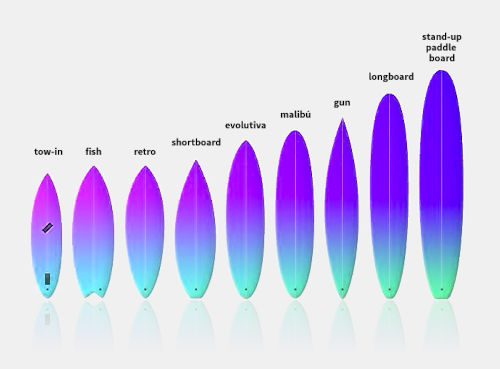 tow-in
fish
retro
shortboard
evolutiva
malibú
gun
longboard
stand-up
paddle
board